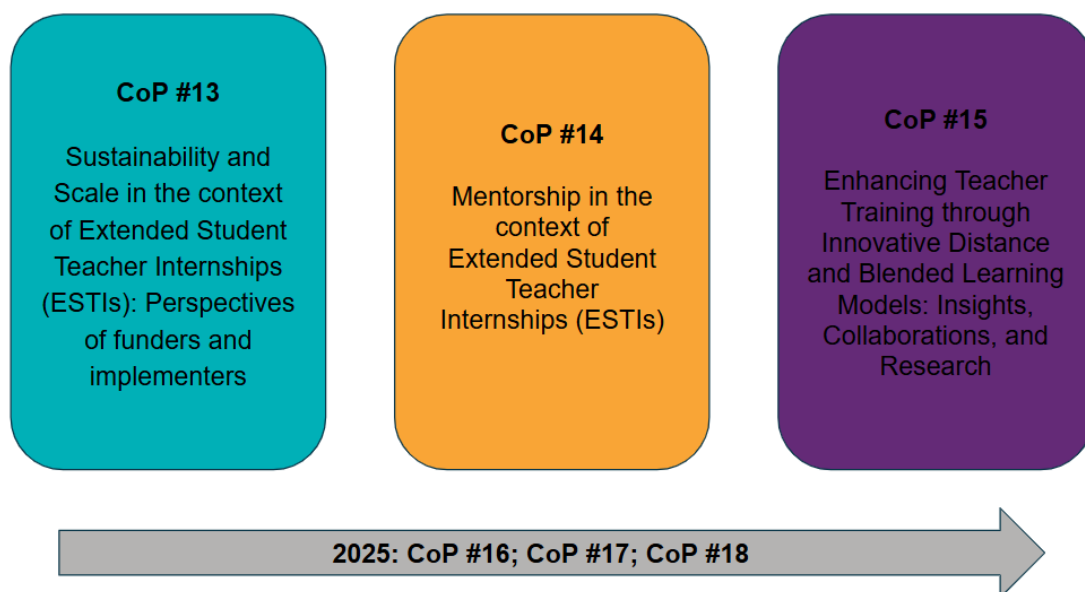 CoP #13
Sustainability and
Scale in the context
of Extended Student
Teacher Internships
(ESTIs): Perspectives
of funders and
implementers
CoP #14
Mentorship in the
context of
Extended Student
Teacher
Internships (ESTIs)
CoP #15
Enhancing Teacher
Training through
Innovative Distance
and Blended Learning
Models: Insights,
Collaborations, and
Research
2025: CoP #16; CoP #17; CoP #18